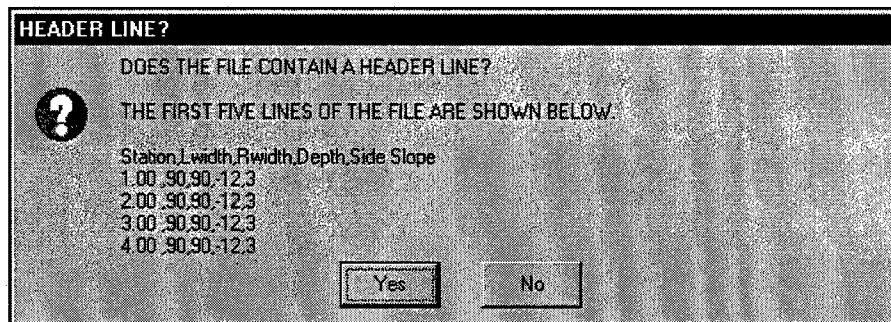 HEADER LINE?
DOES THE FILE CONTAIN A HEADER LINE?
THE FIRST FIVE LINES OF THE FILE ARE SHOWN BELOW.
Station,Lwidth,Rwidth,Depth,Side Slope
1.00 ,90,90,-12,3
2.00 ,90,90,-12,3
3.00 ,90,90,-12,3
4.00 ,90,90,-12,3
Yes No